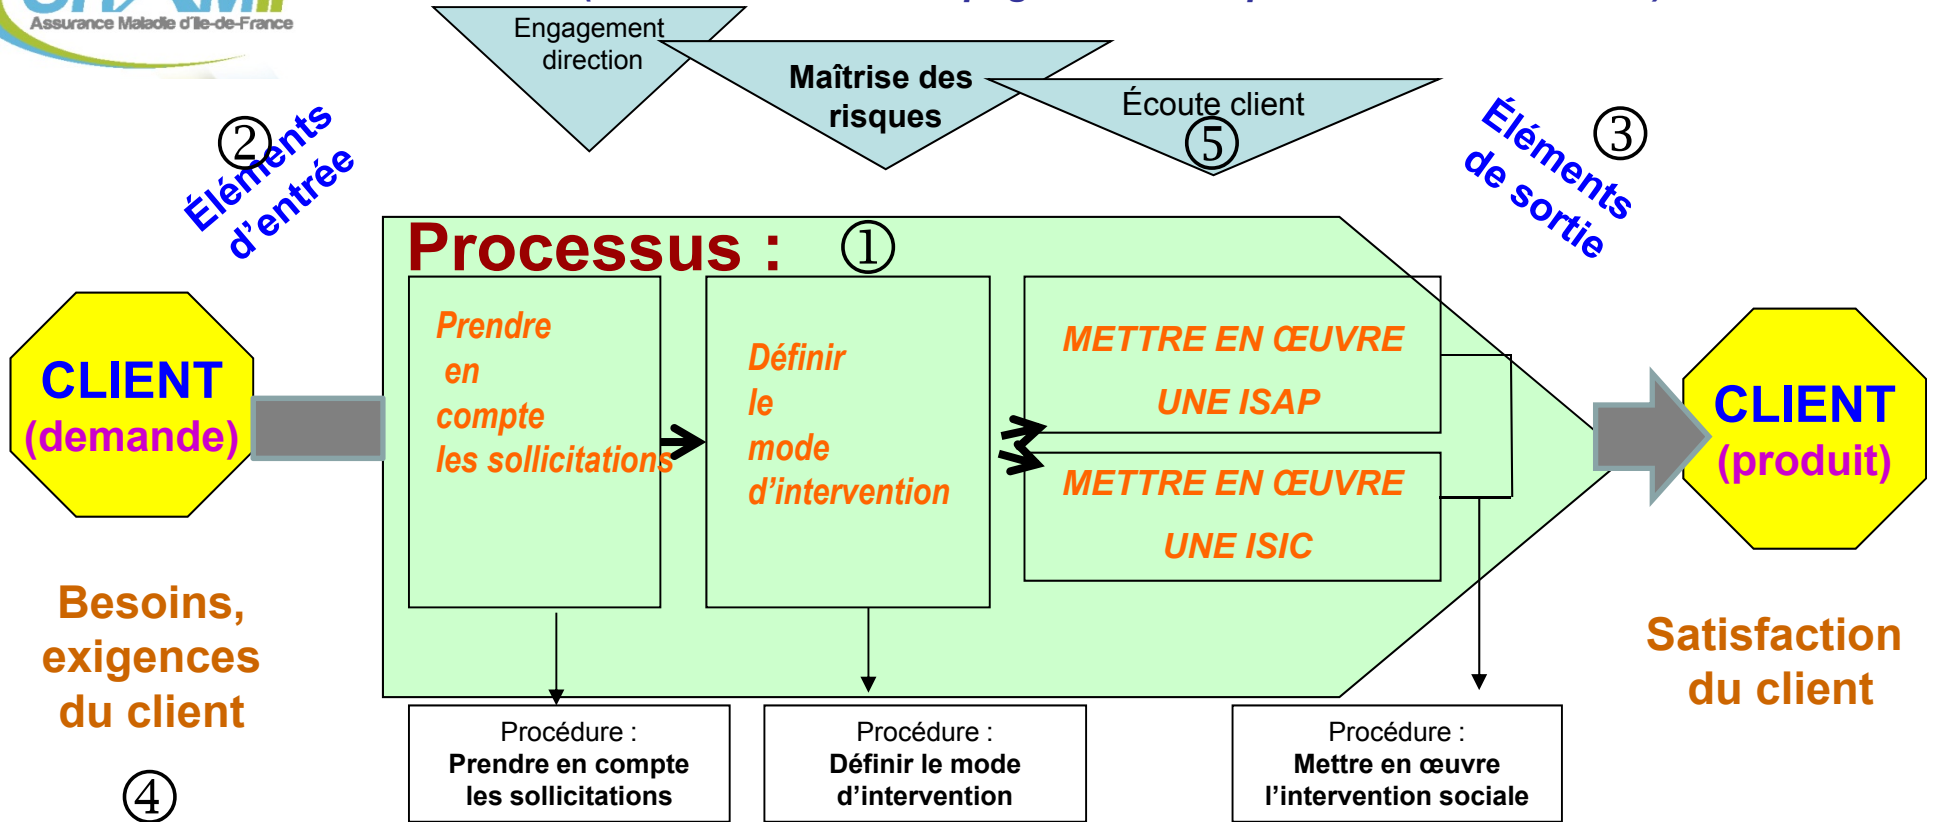 Assurance Maladie d'Ile-de-France
Engagement
direction
Maîtrise des
risques
Écoute client
⑤
②
Éléments
d'entrée
③
Éléments
de sortie
Processus :
①
Prendre
en
compte
les sollicitations
Définir
le
mode
d'intervention
METTRE EN ŒUVRE
UNE ISAP
METTRE EN ŒUVRE
UNE ISIC
CLIENT
(demande)
CLIENT
(produit)
Besoins,
exigences
du client
④
Satisfaction
du client
Procédure :
Prendre en compte
les sollicitations
Procédure :
Définir le mode
d'intervention
Procédure :
Mettre en œuvre
l'intervention sociale